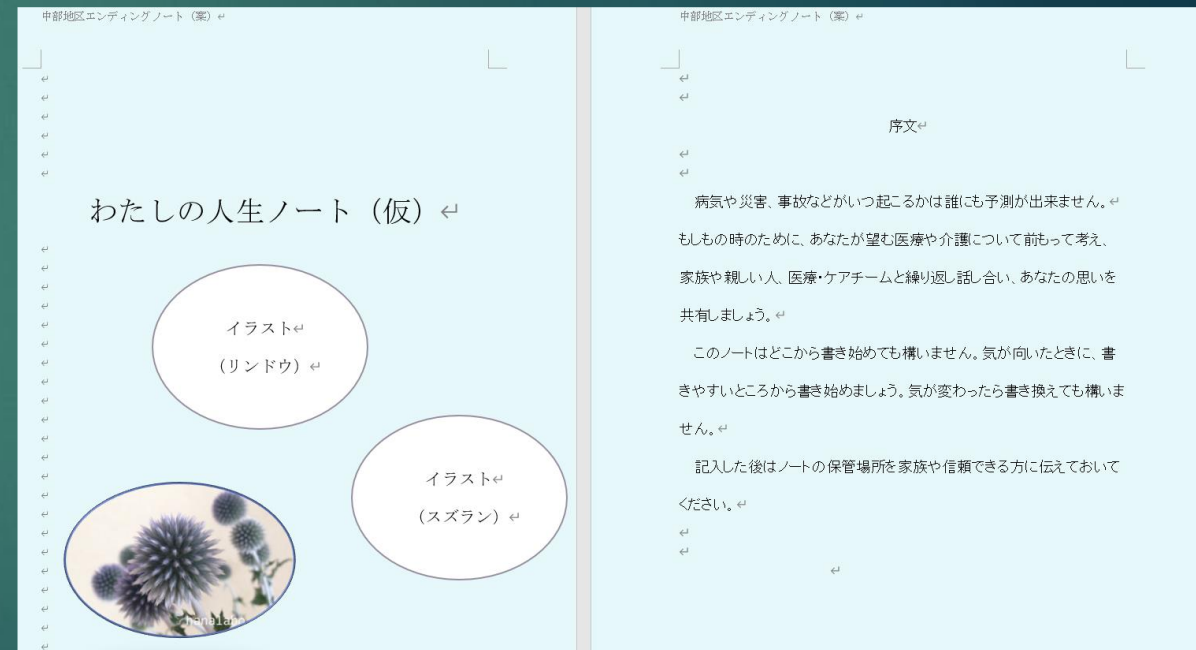 中部地区エンディングノート（案）
わたしの人生ノート（仮）
イラスト
（リンドウ）
イラスト
（スズラン）
hanalabo
中部地区エンディングノート（案）
序文
病気や災害、事故などがいつ起こるかは誰にも予測が出来ません。
もしもの時のために、あなたが望む医療や介護について前もって考え、
家族や親しい人、医療・ケアチームと繰り返し話し合い、あなたの思いを
共有しましょう。
このノートはどこから書き始めても構いません。気が向いたときに、書
きやすいところから書き始めましょう。気が変わったら書き換えても構いま
せん。
記入した後はノートの保管場所を家族や信頼できる方に伝えておいて
ください。